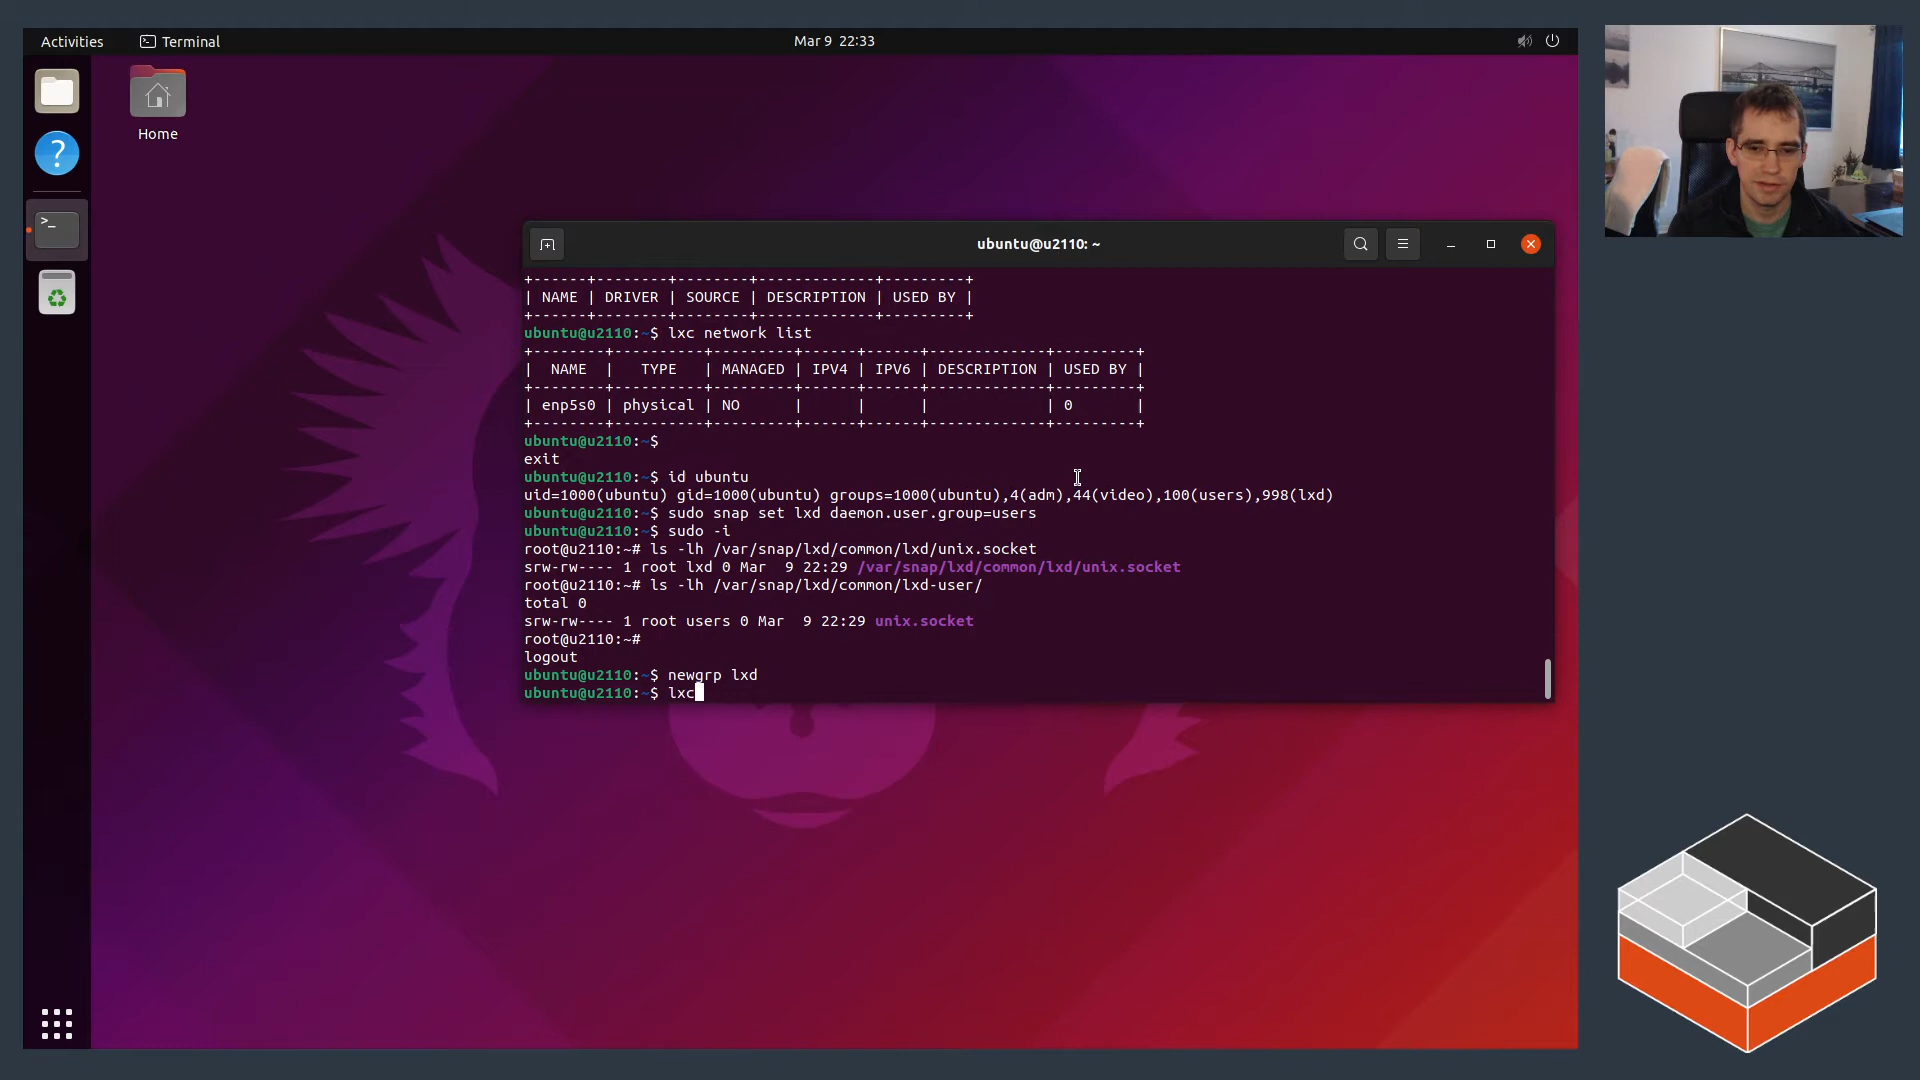 Activities
Terminal
Mar 9 22:33
Home
?
>_
ubuntu@u2110: ~
+------+--------+--------+-------------+---------+
| NAME | DRIVER | SOURCE | DESCRIPTION | USED BY |
+------+--------+--------+-------------+---------+
ubuntu@u2110:~$ lxc network list
+--------+----------+---------+------+------+-------------+---------+
| NAME | TYPE | MANAGED | IPV4 | IPV6 | DESCRIPTION | USED BY |
+--------+----------+---------+------+------+-------------+---------+
| enp5s0 | physical | NO | | | | 0 |
+--------+----------+---------+------+------+-------------+---------+
ubuntu@u2110:~$
exit
ubuntu@u2110:~$ id ubuntu
uid=1000(ubuntu) gid=1000(ubuntu) groups=1000(ubuntu),4(adm),44(video),100(users),998(lxd)
ubuntu@u2110:~$ sudo snap set lxd daemon.user.group=users
ubuntu@u2110:~$ sudo -i
root@u2110:~# ls -lh /var/snap/lxd/common/lxd/unix.socket
srw-rw---- 1 root lxd 0 Mar 9 22:29 /var/snap/lxd/common/lxd/unix.socket
root@u2110:~# ls -lh /var/snap/lxd/common/lxd-user/
total 0
srw-rw---- 1 root users 0 Mar 9 22:29 unix.socket
root@u2110:~#
logout
ubuntu@u2110:~$ newgrp lxd
ubuntu@u2110:~$ lxc